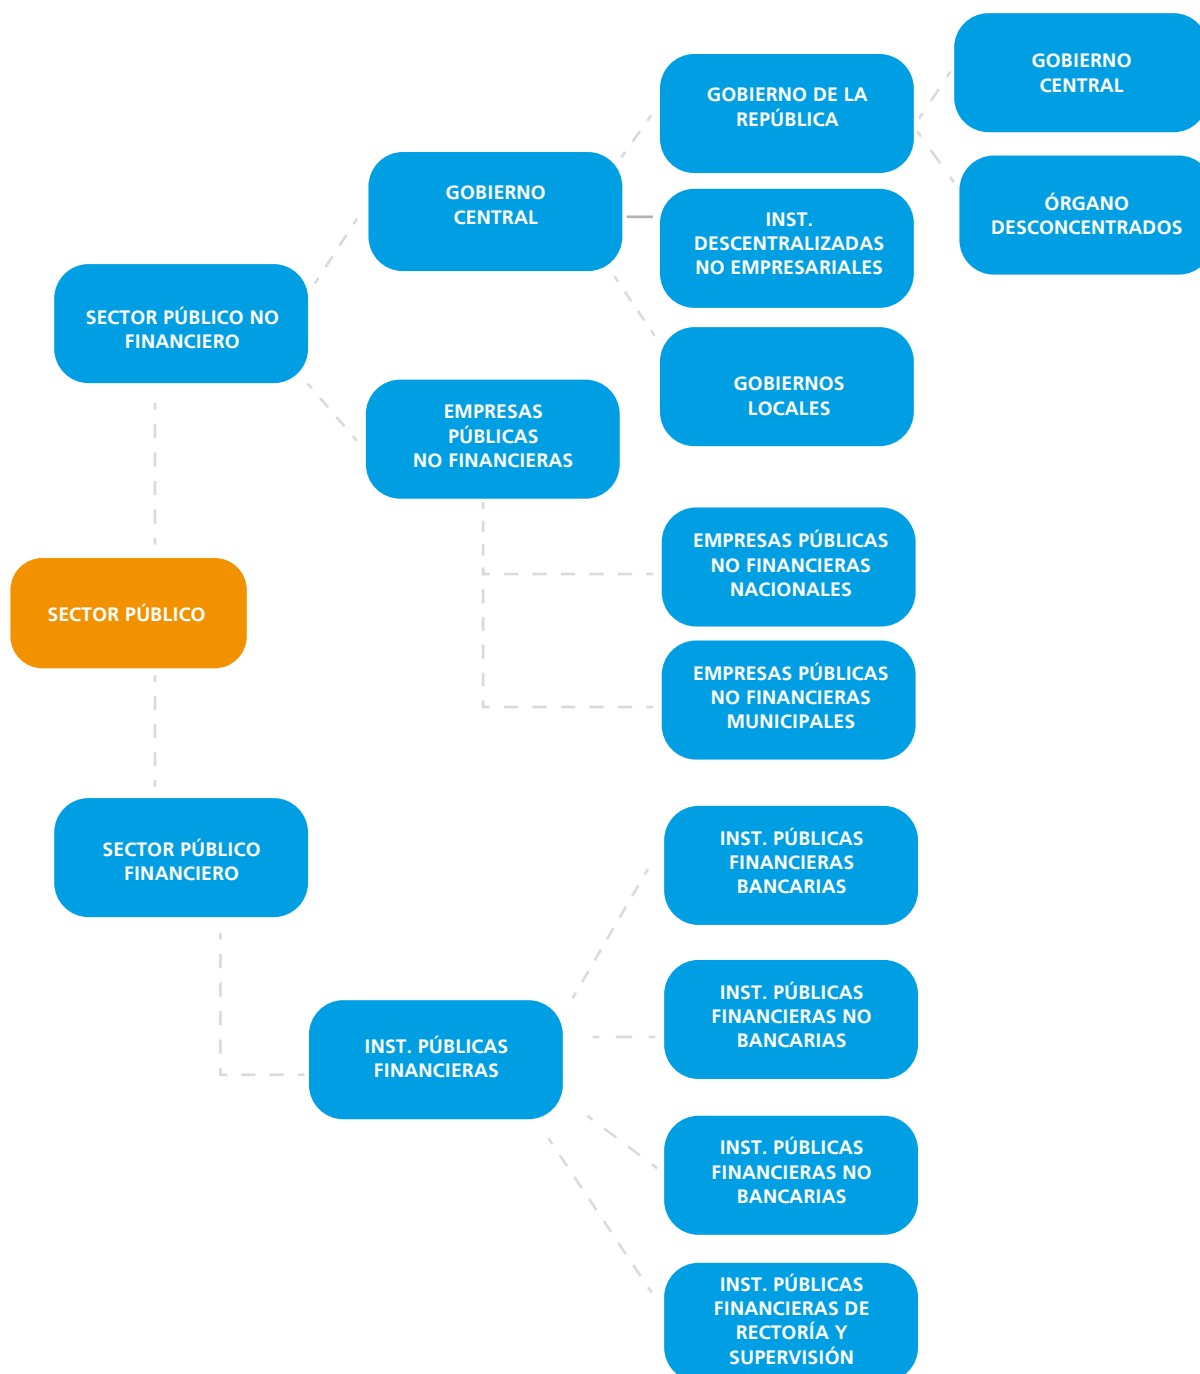 GOBIERNO
CENTRAL
GOBIERNO DE LA
REPÚBLICA
ÓRGANO
DESCONCENTRADOS
GOBIERNO
CENTRAL
INST.
DESCENTRALIZADAS
NO EMPRESARIALES
SECTOR PÚBLICO NO
FINANCIERO
GOBIERNOS
LOCALES
EMPRESAS
PÚBLICAS
NO FINANCIERAS
EMPRESAS PÚBLICAS
NO FINANCIERAS
NACIONALES
SECTOR PÚBLICO
EMPRESAS PÚBLICAS
NO FINANCIERAS
MUNICIPALES
SECTOR PÚBLICO
FINANCIERO
INST. PÚBLICAS
FINANCIERAS
BANCARIAS
INST. PÚBLICAS
FINANCIERAS NO
BANCARIAS
INST. PÚBLICAS
FINANCIERAS
INST. PÚBLICAS
FINANCIERAS NO
BANCARIAS
INST. PÚBLICAS
FINANCIERAS DE
RECTORÍA Y
SUPERVISIÓN